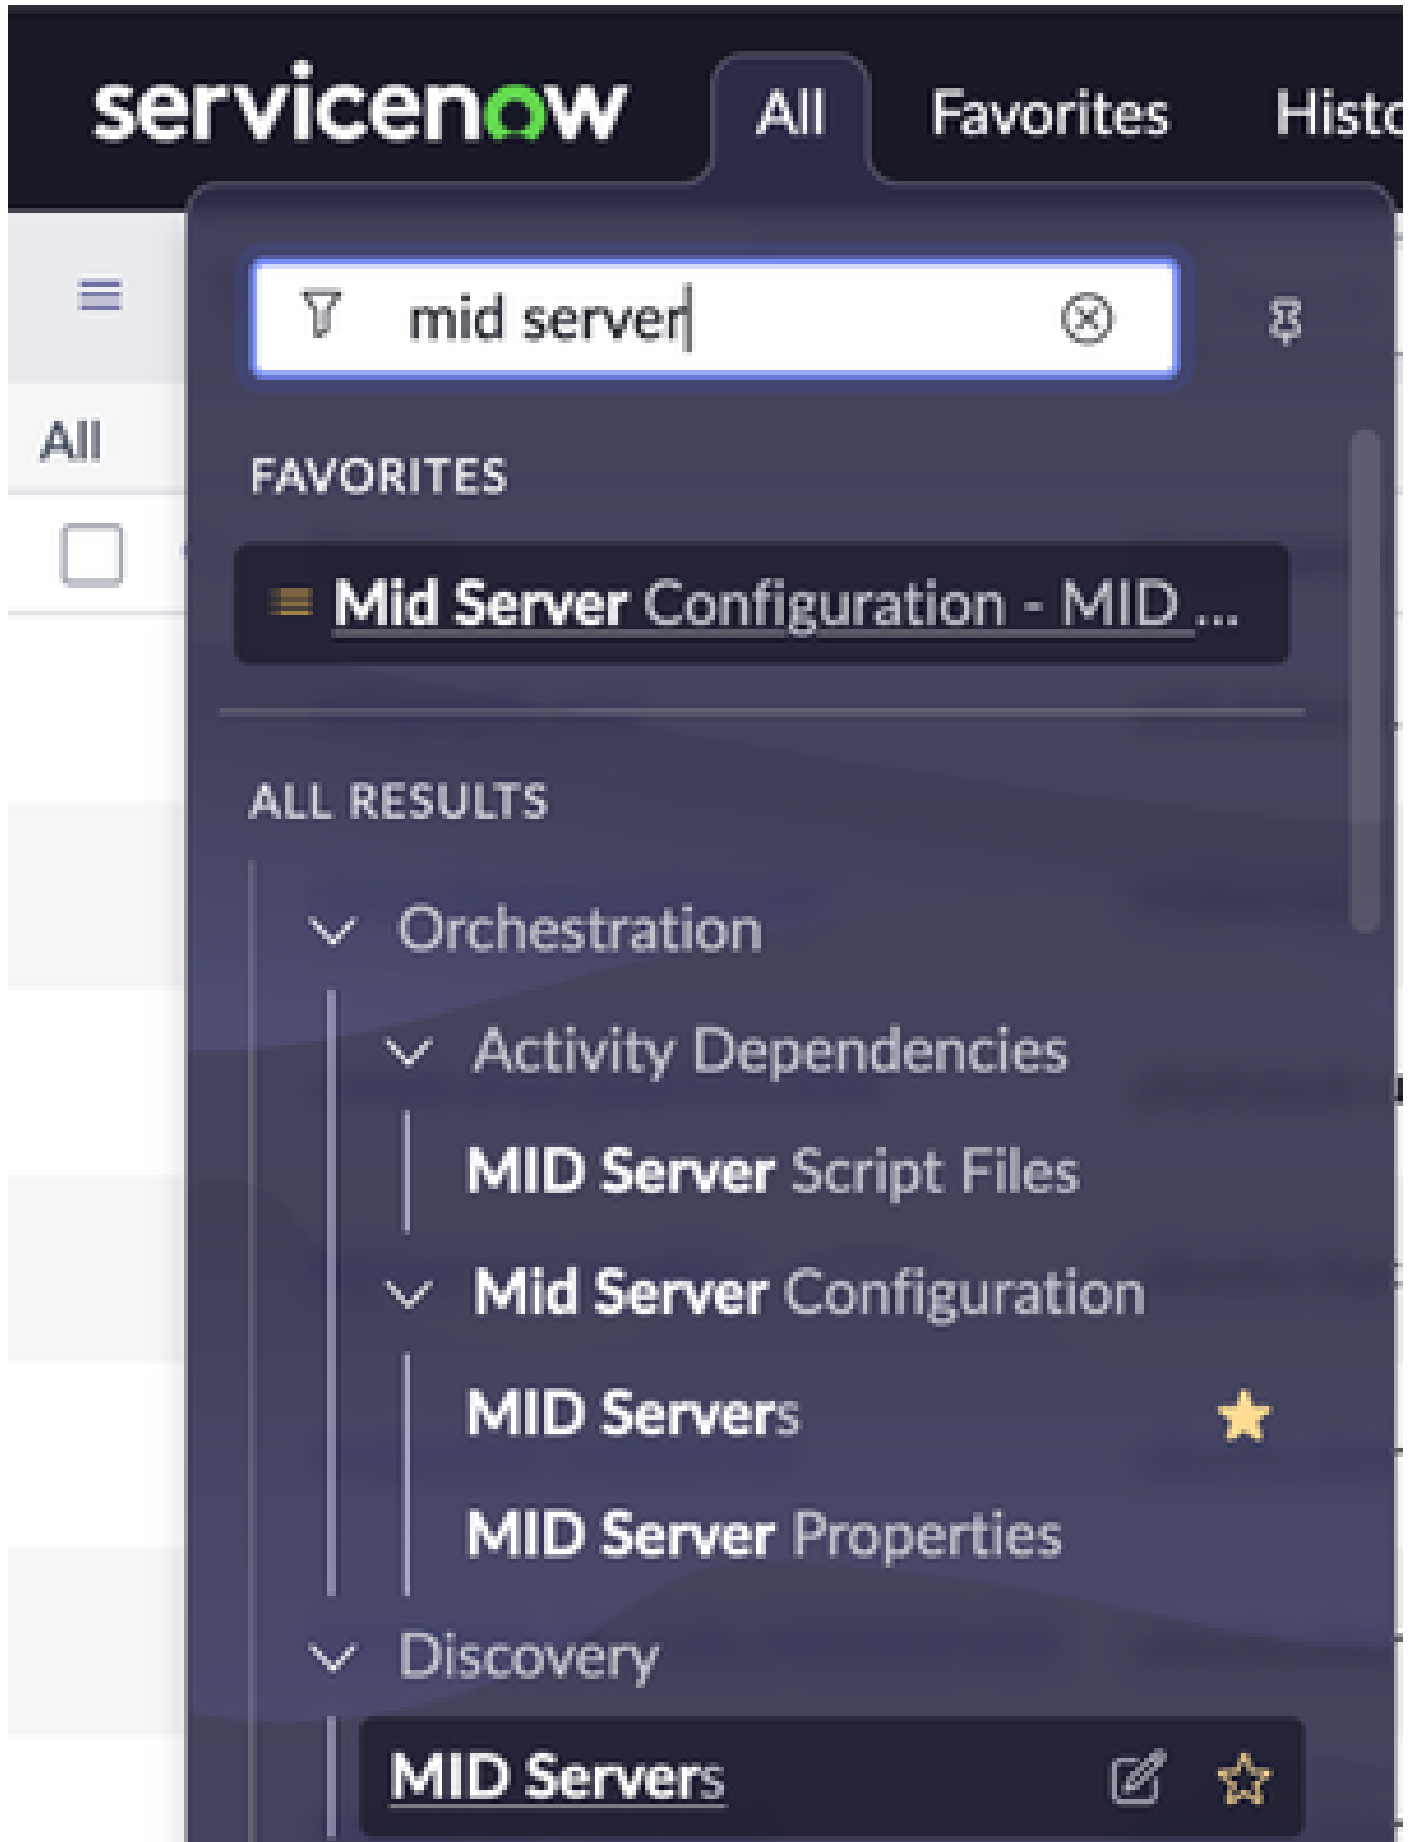 servicenow All Favorites Histo
mid server
All
FAVORITES
Mid Server Configuration - MID ...
ALL RESULTS
Orchestration
Activity Dependencies
MID Server Script Files
Mid Server Configuration
MID Servers
MID Server Properties
Discovery
MID Servers